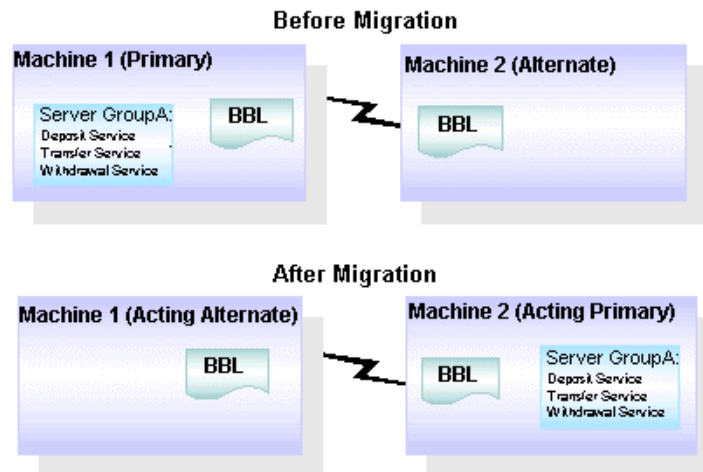 Before Migration
Machine 1 (Primary)
Server GroupA:
Deposit Service
Transfer Service
Withdrawal Service
BBL
Machine 2 (Alternate)
BBL
After Migration
Machine 1 (Acting Alternate)
BBL
Machine 2 (Acting Primary)
BBL
Server GroupA:
Deposit Service
Transfer Service
Withdrawal Service